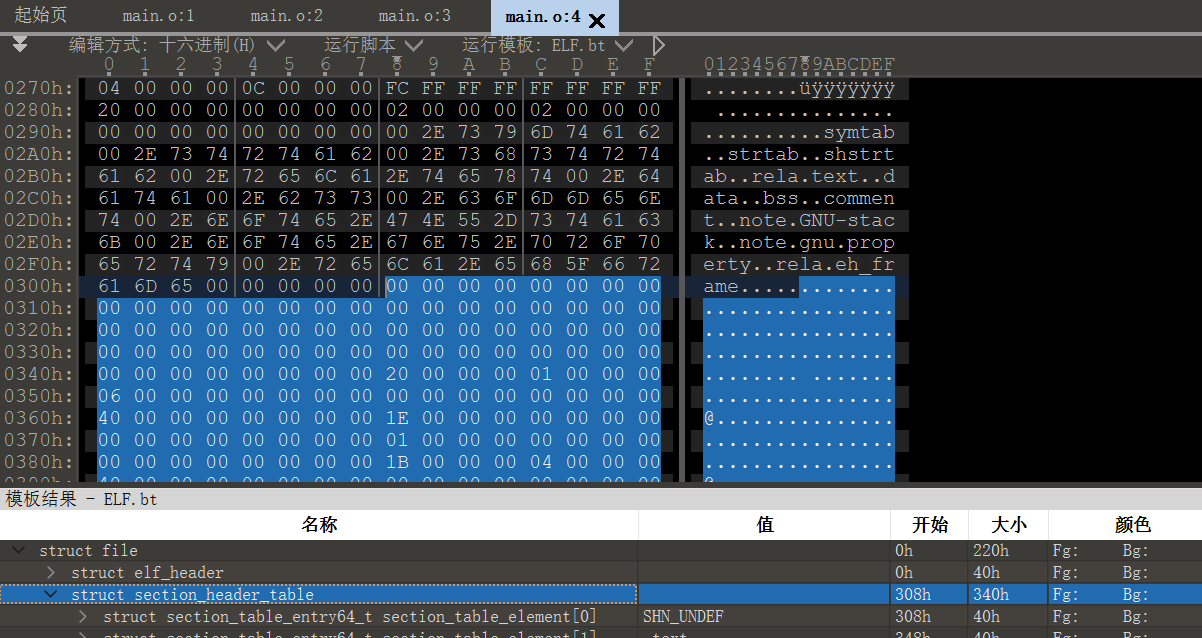 起始页 main.o:1 main.o:2 main.o:3 main.o:4
编辑方式: 十六进制(H) 运行脚本 运行模板: ELF.bt
0 1 2 3 4 5 6 7 8 9 A B C D E F 0123456789ABCDEF
0270h: 04 00 00 00 0C 00 00 00 FC FF FF FF FF FF FF FF ........üÿÿÿÿÿÿÿ
0280h: 20 00 00 00 00 00 00 00 02 00 00 00 02 00 00 00  ...............
0290h: 00 00 00 00 00 00 00 00 00 2E 73 79 6D 74 61 62 ..........symtab
02A0h: 00 2E 73 74 72 74 61 62 00 2E 73 68 73 74 72 74 ..strtab..shstrt
02B0h: 61 62 00 2E 72 65 6C 61 2E 74 65 78 74 00 2E 64 ab..rela.text..d
02C0h: 61 74 61 00 2E 62 73 73 00 2E 63 6F 6D 6D 65 6E ata..bss..commen
02D0h: 74 00 2E 6E 6F 74 65 2E 47 4E 55 2D 73 74 61 63 t..note.GNU-stac
02E0h: 6B 00 2E 6E 6F 74 65 2E 67 6E 75 2E 70 72 6F 70 k..note.gnu.prop
02F0h: 65 72 74 79 00 2E 72 65 6C 61 2E 65 68 5F 66 72 erty..rela.eh_fr
0300h: 61 6D 65 00 00 00 00 00 00 00 00 00 00 00 00 00 ame.............
0310h: 00 00 00 00 00 00 00 00 00 00 00 00 00 00 00 00 ................
0320h: 00 00 00 00 00 00 00 00 00 00 00 00 00 00 00 00 ................
0330h: 00 00 00 00 00 00 00 00 00 00 00 00 00 00 00 00 ................
0340h: 00 00 00 00 00 00 00 00 20 00 00 00 01 00 00 00 ........ .......
0350h: 06 00 00 00 00 00 00 00 00 00 00 00 00 00 00 00 ................
0360h: 40 00 00 00 00 00 00 00 1E 00 00 00 00 00 00 00 @...............
0370h: 00 00 00 00 00 00 00 00 01 00 00 00 00 00 00 00 ................
0380h: 00 00 00 00 00 00 00 00 1B 00 00 00 04 00 00 00 ................
模板结果 - ELF.bt
名称 值 开始 大小 颜色
struct file 0h 220h Fg: Bg:
struct elf_header 0h 40h Fg: Bg:
struct section_header_table 308h 340h Fg: Bg:
struct section_table_entry64_t section_table_element[0] SHN_UNDEF 308h 40h Fg: Bg:
struct section_table_entry64_t section_table_element[1] .text 348h 40h Fg: Bg: